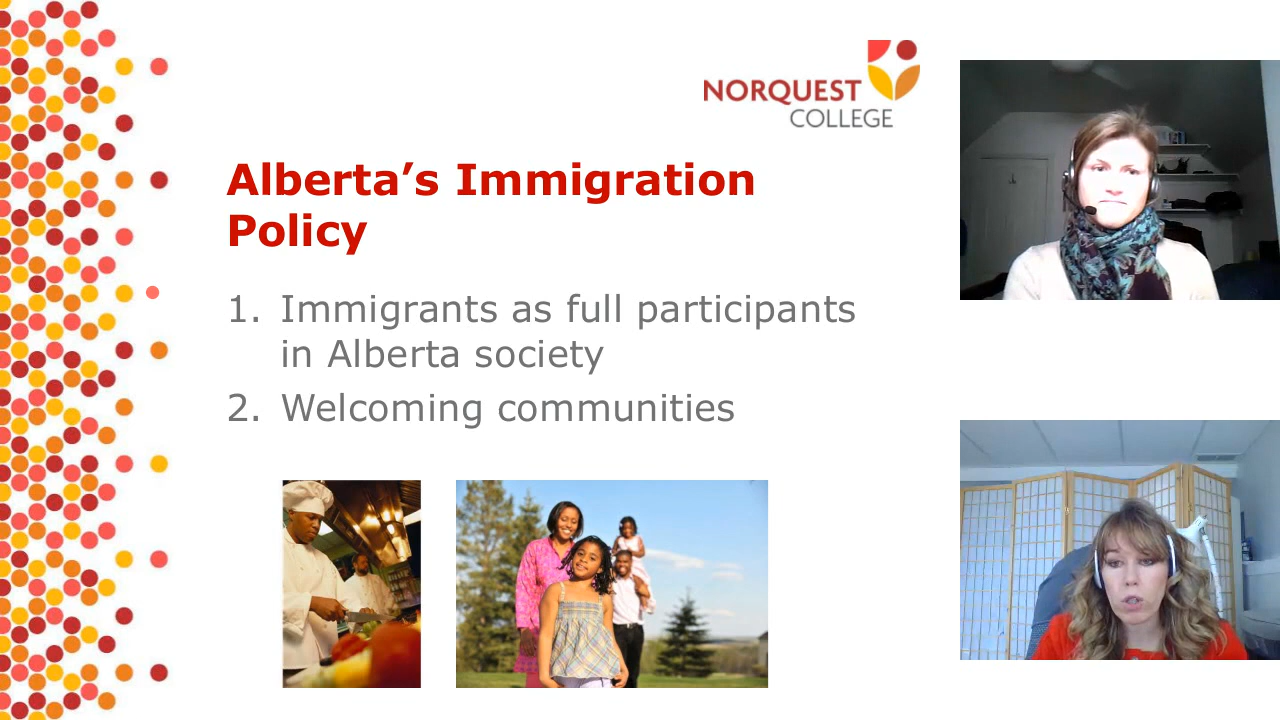 NORQUEST
COLLEGE
Alberta’s Immigration
Policy
1. Immigrants as full participants
in Alberta society
2. Welcoming communities